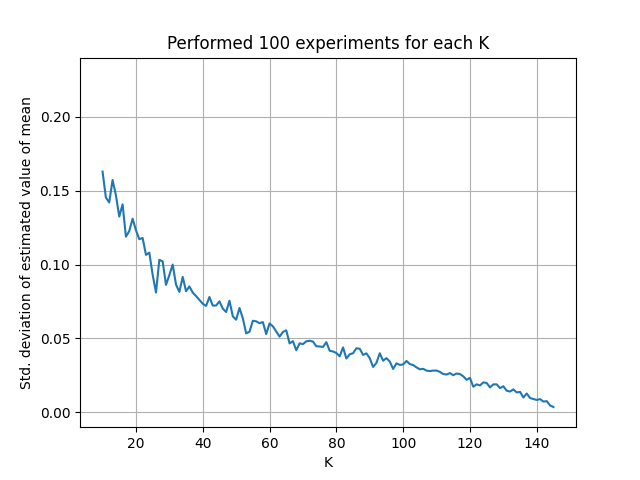 Performed 100 experiments for each K
Std. deviation of estimated value of mean
0.20
0.15
0.10
0.05
0.00
20 40 60 80 100 120 140
K